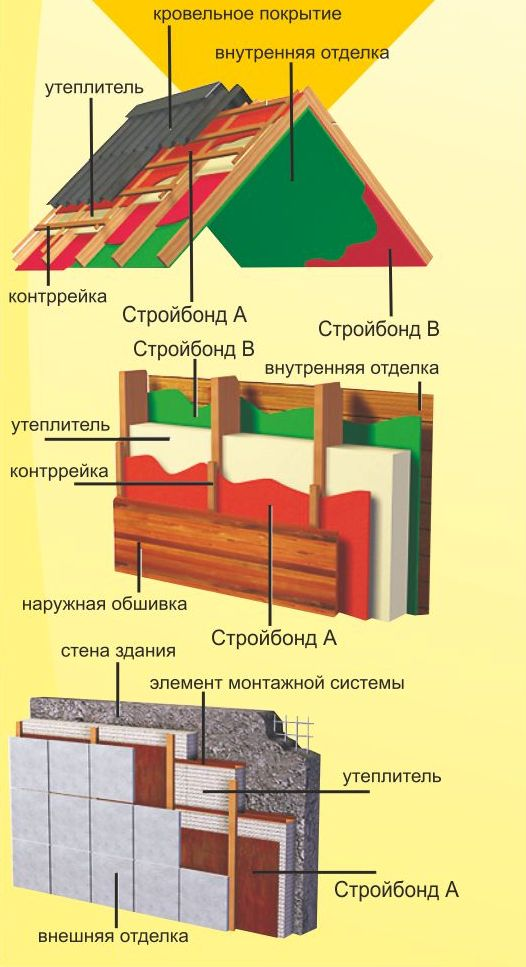 кровельное покрытие
внутренняя отделка
утеплитель
контррейка
Стройбонд А
Стройбонд В
Стройбонд В
внутренняя отделка
утеплитель
контррейка
наружная обшивка
Стройбонд А
стена здания
элемент монтажной системы
утеплитель
Стройбонд А
внешняя отделка